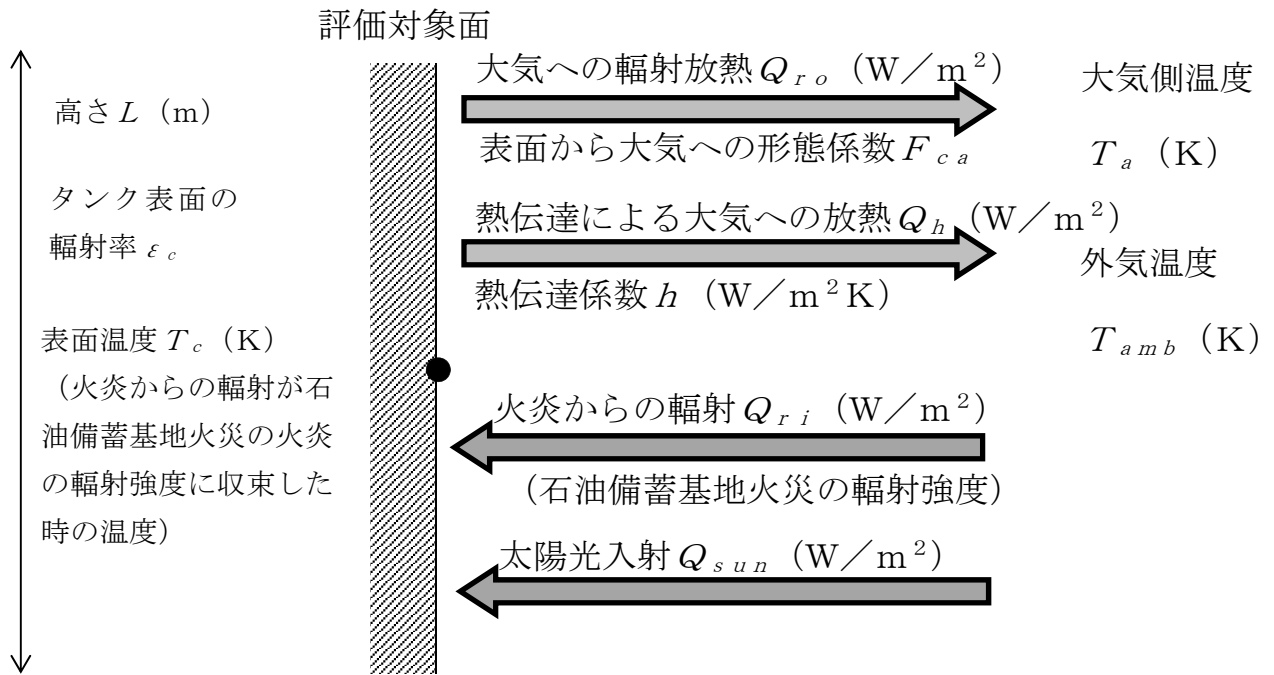 評価対象面
高さL（m）
タンク表面の
輻射率εc
表面温度Tc（K）
（火炎からの輻射が石
油備蓄基地火災の火炎
の輻射強度に収束した
時の温度）
大気への輻射放熱Qro（W／m²）
表面から大気への形態係数Fca
熱伝達による大気への放熱Qh（W／m²）
熱伝達係数h（W／m²K）
火炎からの輻射Qri（W／m²）
（石油備蓄基地火災の輻射強度）
太陽光入射Qsun（W／m²）
大気側温度
Ta（K）
外気温度
Tamb（K）